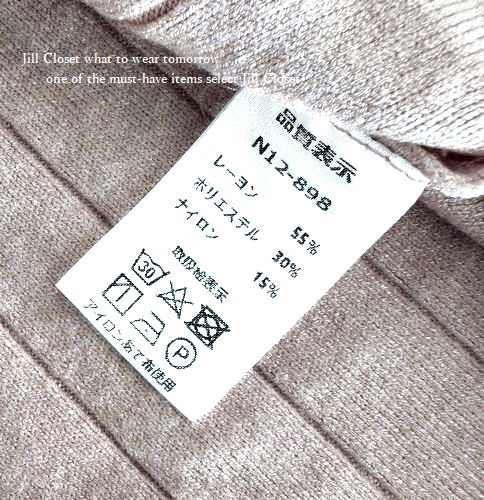 Jill Closet what to wear tomorrow
one of the must-have items select Jill Closet
品質表示
N12-898
レーヨン 55%
ポリエステル 30%
ナイロン 15%
取扱絵表示
30
P
アイロンあて布使用